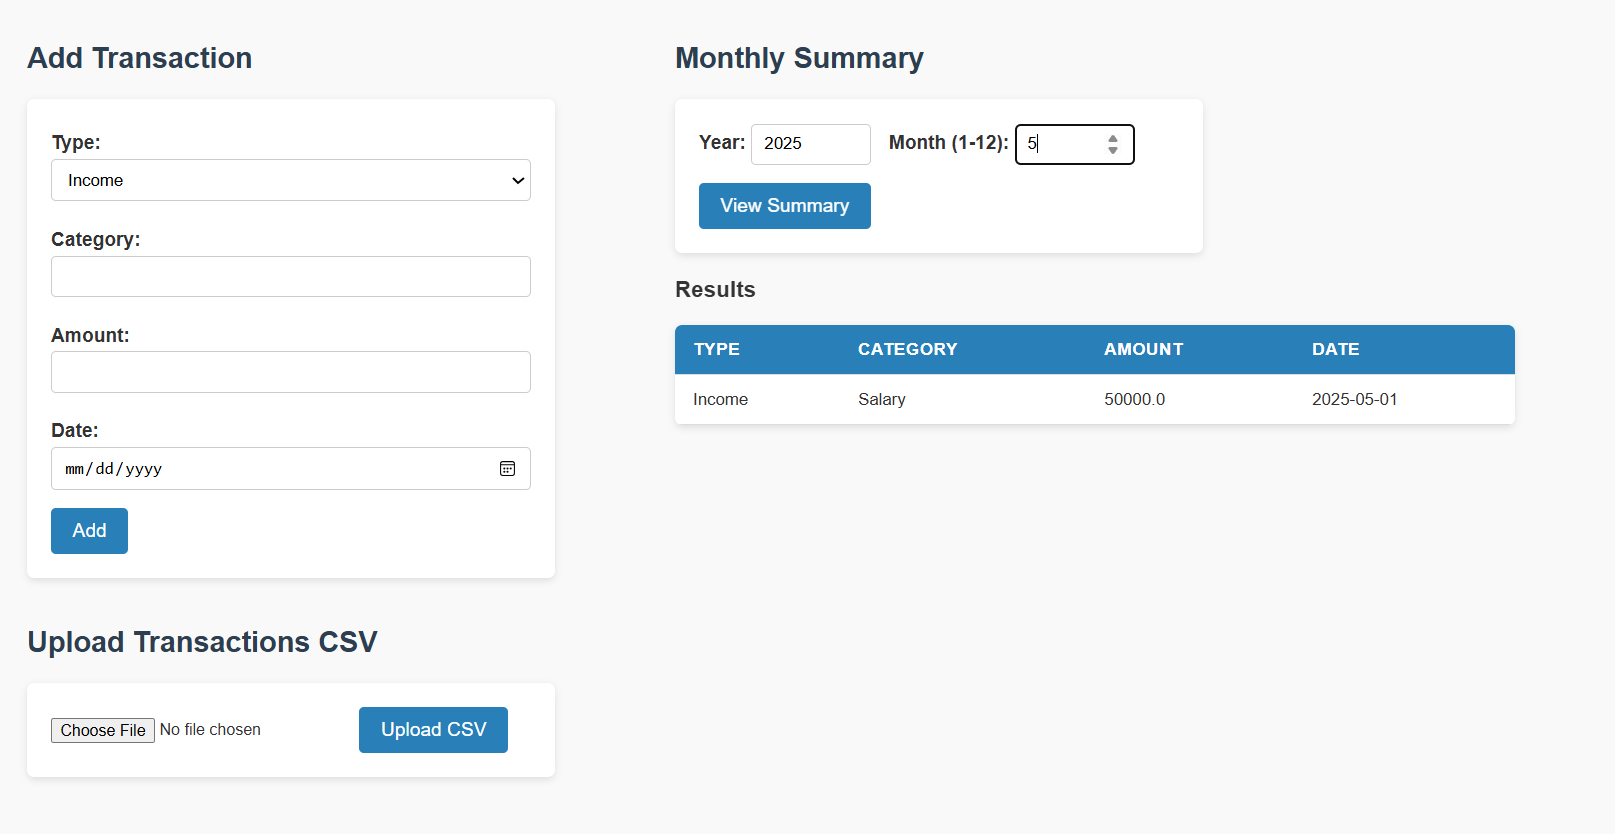 Add Transaction
Type:
Income
Category:
Amount:
Date:
mm/dd/yyyy
Add
Upload Transactions CSV
Choose File No file chosen
Upload CSV
Monthly Summary
Year: 2025 Month (1-12): 5
View Summary
Results
TYPE CATEGORY AMOUNT DATE
Income Salary 50000.0 2025-05-01